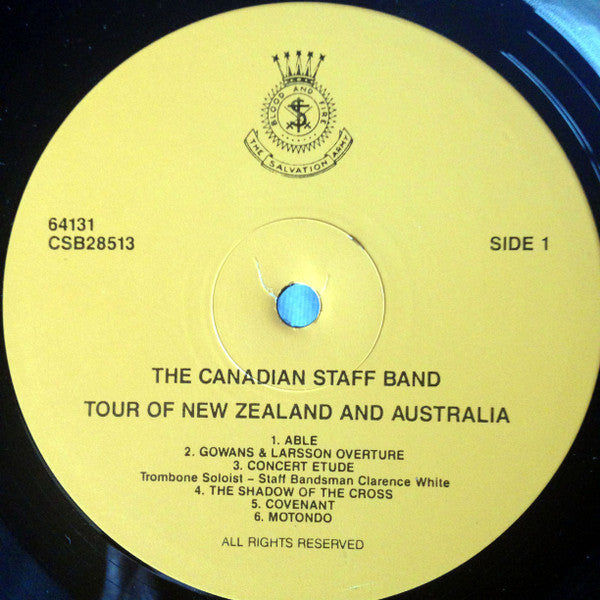 BLOOD AND FIRE
S
THE SALVATION ARMY
64131
CSB28513
SIDE 1
THE CANADIAN STAFF BAND
TOUR OF NEW ZEALAND AND AUSTRALIA
1. ABLE
2. GOWANS & LARSSON OVERTURE
3. CONCERT ETUDE
Trombone Soloist – Staff Bandsman Clarence White
4. THE SHADOW OF THE CROSS
5. COVENANT
6. MOTONDO
ALL RIGHTS RESERVED